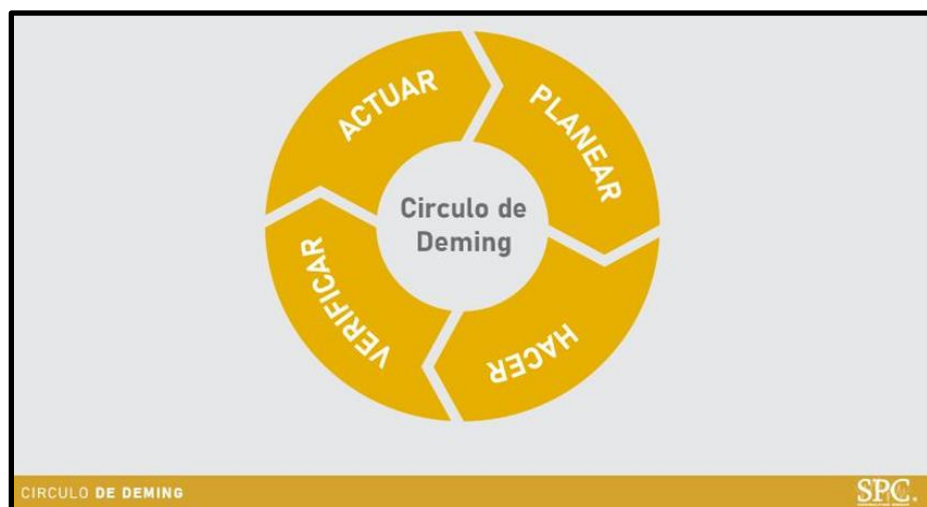 ACTUAR
PLANEAR
Circulo de
Deming
VERIFICAR
HACER
CIRCULO DE DEMING
SPC.